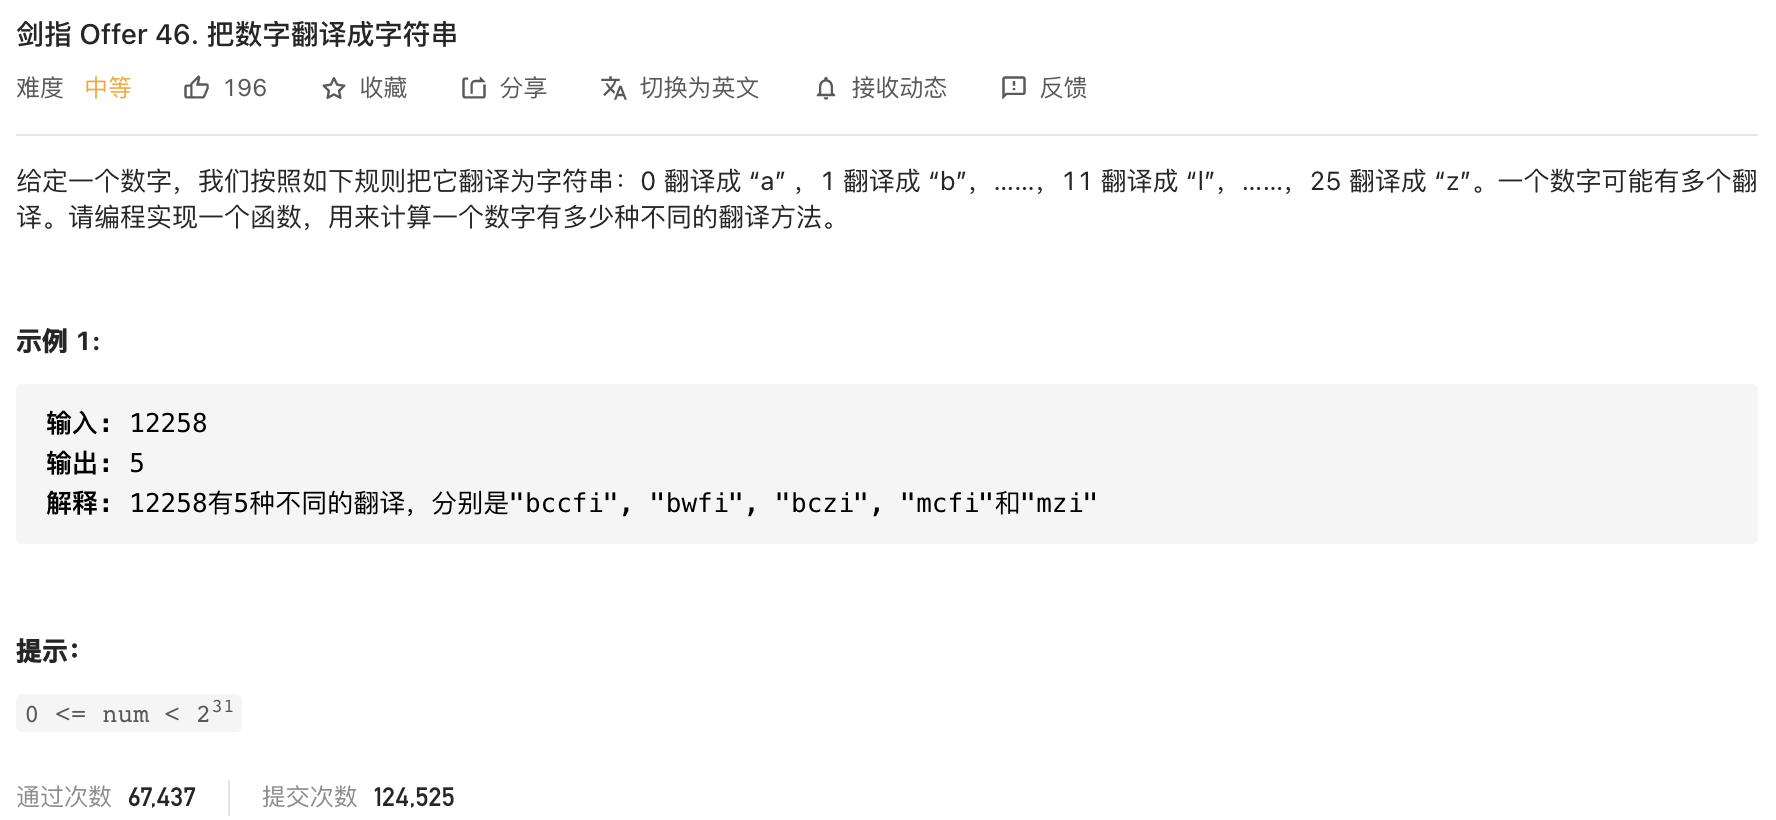 剑指 Offer 46. 把数字翻译成字符串
难度 中等 196 收藏 分享 切换为英文 接收动态 反馈
给定一个数字，我们按照如下规则把它翻译为字符串：0 翻译成 “a” ，1 翻译成 “b”，……，11 翻译成 “l”，……，25 翻译成 “z”。一个数字可能有多个翻
译。请编程实现一个函数，用来计算一个数字有多少种不同的翻译方法。
示例 1:
输入: 12258
输出: 5
解释: 12258有5种不同的翻译，分别是"bccfi", "bwfi", "bczi", "mcfi"和"mzi"
提示：
0 <= num < 2³¹
通过次数 67,437 提交次数 124,525